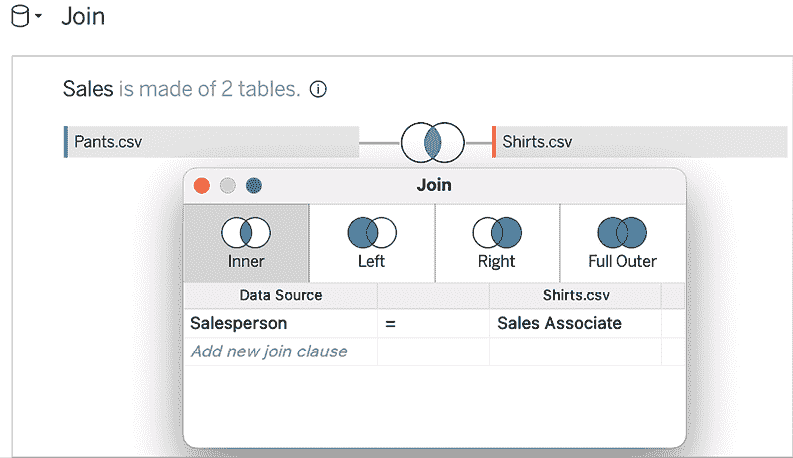 Join
Sales is made of 2 tables.
Pants.csv
Shirts.csv
Join
Inner
Left
Right
Full Outer
Data Source
Shirts.csv
Salesperson = Sales Associate
Add new join clause